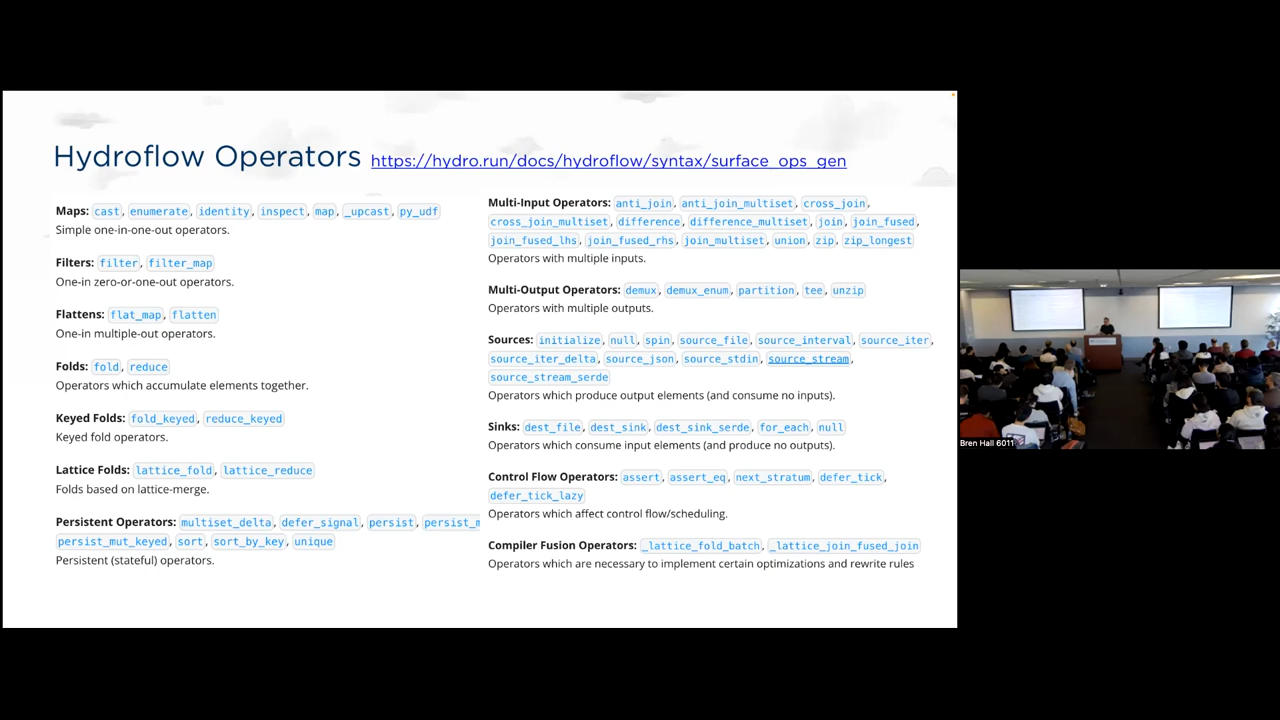 Hydroflow Operators https://hydro.run/docs/hydroflow/syntax/surface_ops_gen
Maps: cast, enumerate, identity, inspect, map, _upcast, py_udf
Simple one-in-one-out operators.
Filters: filter, filter_map
One-in zero-or-one-out operators.
Flattens: flat_map, flatten
One-in multiple-out operators.
Folds: fold, reduce
Operators which accumulate elements together.
Keyed Folds: fold_keyed, reduce_keyed
Keyed fold operators.
Lattice Folds: lattice_fold, lattice_reduce
Folds based on lattice-merge.
Persistent Operators: multiset_delta, defer_signal, persist, persist_m
persist_mut_keyed, sort, sort_by_key, unique
Persistent (stateful) operators.
Multi-Input Operators: anti_join, anti_join_multiset, cross_join,
cross_join_multiset, difference, difference_multiset, join, join_fused,
join_fused_lhs, join_fused_rhs, join_multiset, union, zip, zip_longest
Operators with multiple inputs.
Multi-Output Operators: demux, demux_enum, partition, tee, unzip
Operators with multiple outputs.
Sources: initialize, null, spin, source_file, source_interval, source_iter,
source_iter_delta, source_json, source_stdin, source_stream,
source_stream_serde
Operators which produce output elements (and consume no inputs).
Sinks: dest_file, dest_sink, dest_sink_serde, for_each, null
Operators which consume input elements (and produce no outputs).
Control Flow Operators: assert, assert_eq, next_stratum, defer_tick,
defer_tick_lazy
Operators which affect control flow/scheduling.
Compiler Fusion Operators: _lattice_fold_batch, _lattice_join_fused_join
Operators which are necessary to implement certain optimizations and rewrite rules
Bren Hall 6011